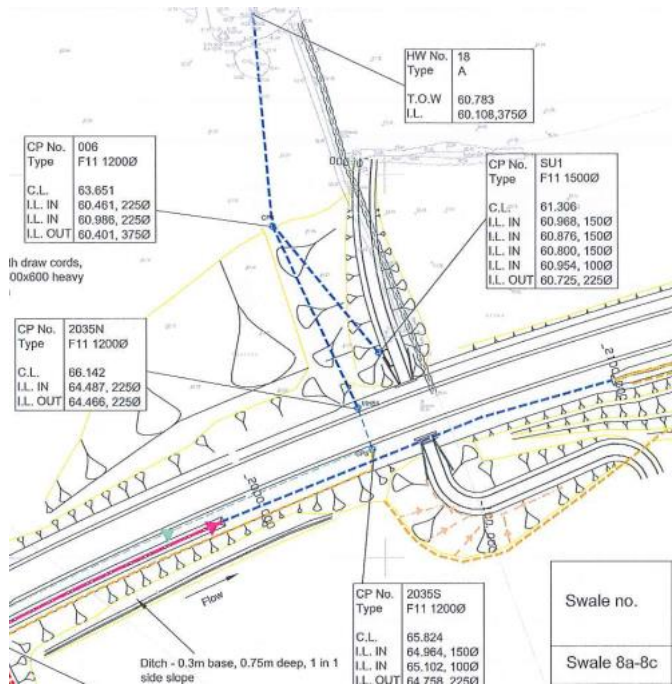 HW No. 18
Type A
T.O.W 60.783
I.L. 60.108,375Ø
CP No. 006
Type F11 1200Ø
C.L. 63.651
I.L. IN 60.461, 225Ø
I.L. IN 60.986, 225Ø
I.L. OUT 60.401, 375Ø
CP No. SU1
Type F11 1500Ø
C.L. 61.306
I.L. IN 60.968, 150Ø
I.L. IN 60.876, 150Ø
I.L. IN 60.800, 150Ø
I.L. IN 60.954, 100Ø
I.L. OUT 60.725, 225Ø
th draw cords,
00x600 heavy
CP No. 2035N
Type F11 1200Ø
C.L. 66.142
I.L. IN 64.487, 225Ø
I.L. OUT 64.466, 225Ø
2100.000
2000.000
Flow
Ditch - 0.3m base, 0.75m deep, 1 in 1
side slope
CP No. 2035S
Type F11 1200Ø
C.L. 65.824
I.L. IN 64.964, 150Ø
I.L. IN 65.102, 100Ø
I.L. OUT 64.758, 225Ø
Swale no.
Swale 8a-8c